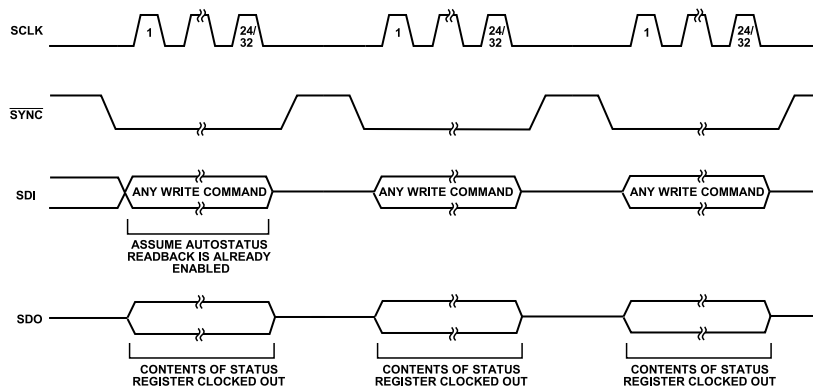 SCLK
1
24/
32
1
24/
32
1
24/
32
SYNC
SDI
ANY WRITE COMMAND
ANY WRITE COMMAND
ANY WRITE COMMAND
ASSUME AUTOSTATUS
READBACK IS ALREADY
ENABLED
SDO
CONTENTS OF STATUS
REGISTER CLOCKED OUT
CONTENTS OF STATUS
REGISTER CLOCKED OUT
CONTENTS OF STATUS
REGISTER CLOCKED OUT